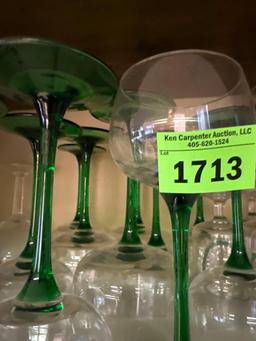 Ken Carpenter Auction, LLC
405-620-1524
Lot
1713